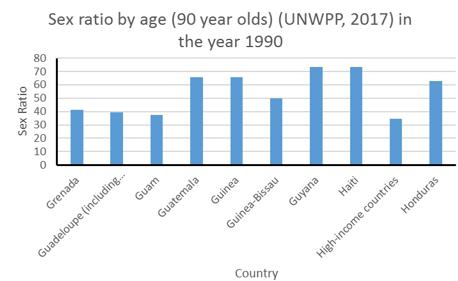 Sex ratio by age (90 year olds) (UNWPP, 2017) in
the year 1990
80
70
60
50
40
30
20
10
0
Sex Ratio
Grenada
Guadeloupe (including...
Guam
Guatemala
Guinea
Guinea-Bissau
Guyana
Haiti
High-income countries
Honduras
Country